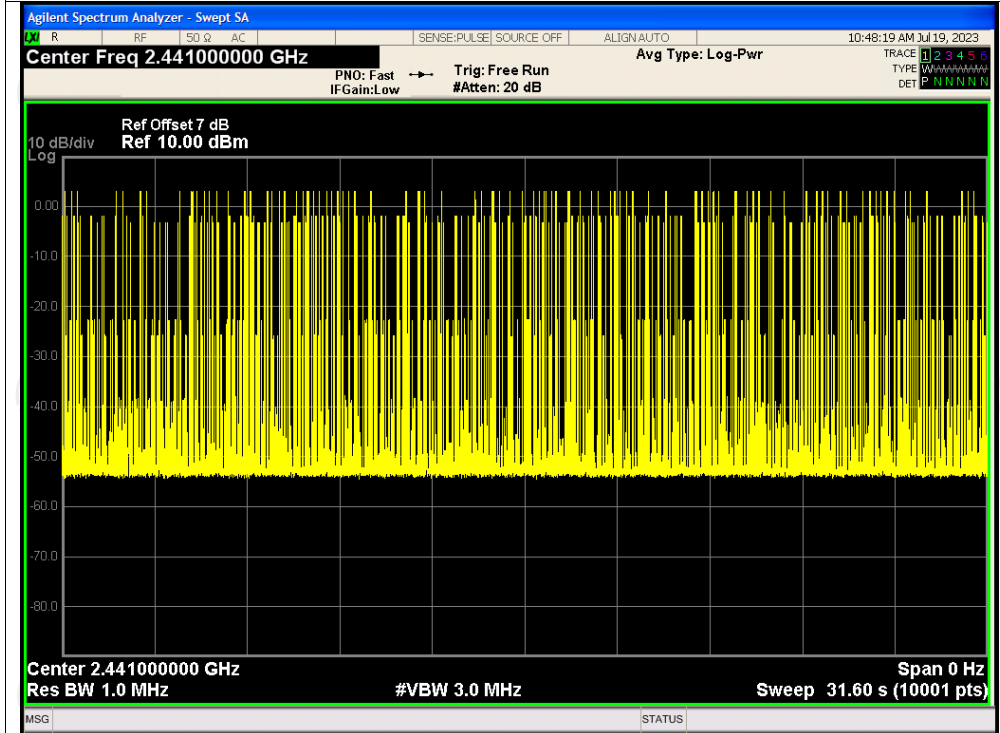 Agilent Spectrum Analyzer - Swept SA
LXI R RF 50 Ω AC SENSE:PULSE SOURCE OFF ALIGN AUTO 10:48:19 AM Jul 19, 2023
Center Freq 2.441000000 GHz Avg Type: Log-Pwr TRACE 1 2 3 4 5 6
PNO: Fast Trig: Free Run TYPE WWWWWW
IFGain:Low #Atten: 20 dB DET P N N N N N
Ref Offset 7 dB
10 dB/div Ref 10.00 dBm
Log
0.00
-10.0
-20.0
-30.0
-40.0
-50.0
-60.0
-70.0
-80.0
Center 2.441000000 GHz Span 0 Hz
Res BW 1.0 MHz #VBW 3.0 MHz Sweep 31.60 s (10001 pts)
MSG STATUS